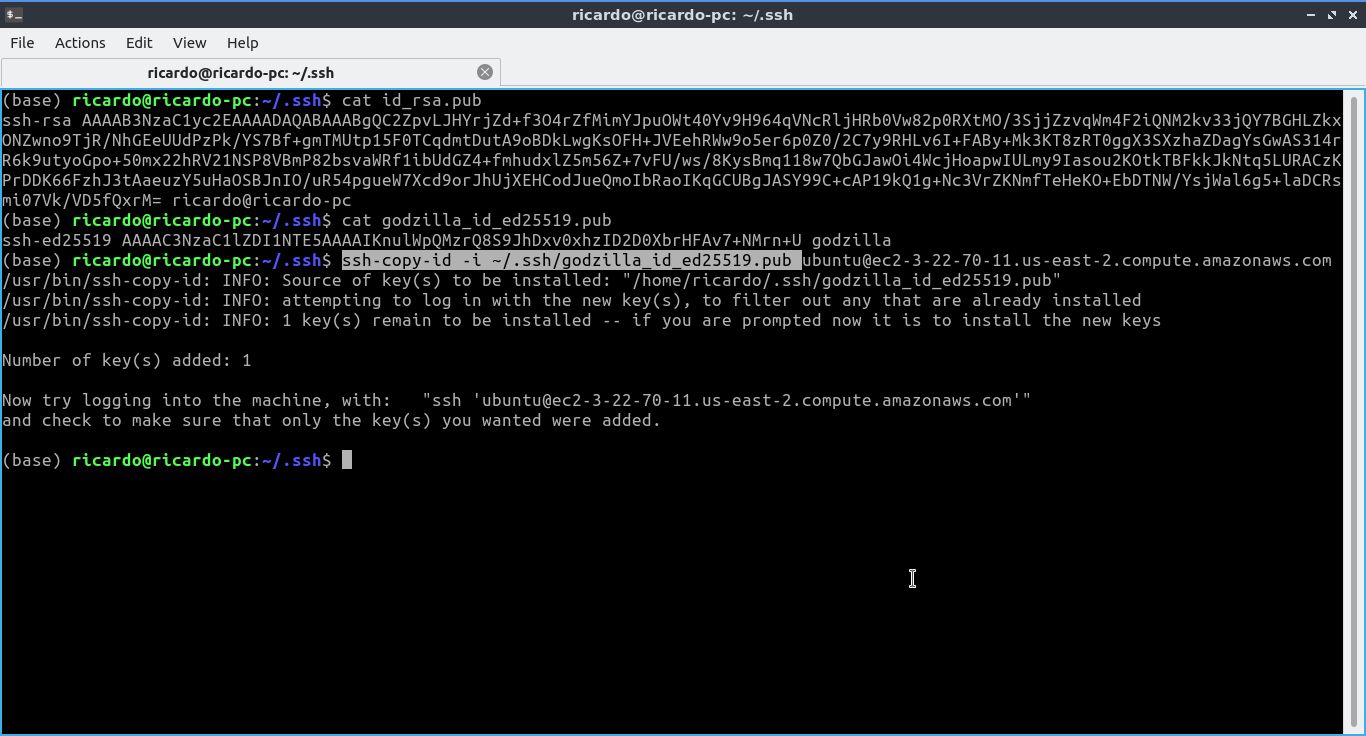 ricardo@ricardo-pc: ~/.ssh
File Actions Edit View Help
ricardo@ricardo-pc: ~/.ssh
(base) ricardo@ricardo-pc:~/.ssh$ cat id_rsa.pub
ssh-rsa AAAAB3NzaC1yc2EAAAADAQABAAABgQC2ZpvLJHYrjZd+f3O4rZfMimYJpuOWt40Yv9H964qVNcRljHRb0Vw82p0RXtMO/3SjjZzvqWm4F2iQNM2kv33jQY7BGHLZkx
ONZwno9TjR/NhGEeUUdPzPk/YS7Bf+gmTMUtp15F0TCqdmtDutA9oBDkLwgKsOFH+JVEehRWw9o5er6p0Z0/2C7y9RHLv6I+FABy+Mk3KT8zRT0ggX3SXzhaZDagYsGwAS314r
R6k9utyoGpo+50mx22hRV21NSP8VBmP82bsvaWRf1ibUdGZ4+fmhudxlZ5m56Z+7vFU/ws/8KysBmq118w7QbGJawOi4WcjHoapwIULmy9Iasou2KOtkTBFkkJkNtq5LURACzK
PrDDK66FzhJ3tAaeuzY5uHaOSBJnIO/uR54pgueW7Xcd9orJhUjXEHCodJueQmoIbRaoIKqGCUBgJASY99C+cAP19kQ1g+Nc3VrZKNmfTeHeKO+EbDTNW/YsjWal6g5+laDCRs
mi07Vk/VD5fQxrM= ricardo@ricardo-pc
(base) ricardo@ricardo-pc:~/.ssh$ cat godzilla_id_ed25519.pub
ssh-ed25519 AAAAC3NzaC1lZDI1NTE5AAAAIKnulWpQMzrQ8S9JhDxv0xhzID2D0XbrHFAv7+NMrn+U godzilla
(base) ricardo@ricardo-pc:~/.ssh$ ssh-copy-id -i ~/.ssh/godzilla_id_ed25519.pub ubuntu@ec2-3-22-70-11.us-east-2.compute.amazonaws.com
/usr/bin/ssh-copy-id: INFO: Source of key(s) to be installed: "/home/ricardo/.ssh/godzilla_id_ed25519.pub"
/usr/bin/ssh-copy-id: INFO: attempting to log in with the new key(s), to filter out any that are already installed
/usr/bin/ssh-copy-id: INFO: 1 key(s) remain to be installed -- if you are prompted now it is to install the new keys
Number of key(s) added: 1
Now try logging into the machine, with:   "ssh 'ubuntu@ec2-3-22-70-11.us-east-2.compute.amazonaws.com'"
and check to make sure that only the key(s) you wanted were added.
(base) ricardo@ricardo-pc:~/.ssh$